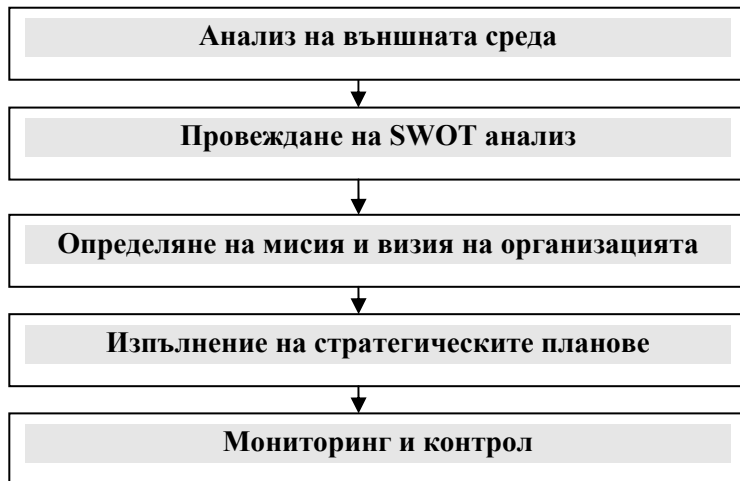 Анализ на външната среда
Провеждане на SWOT анализ
Определяне на мисия и визия на организацията
Изпълнение на стратегическите планове
Мониторинг и контрол